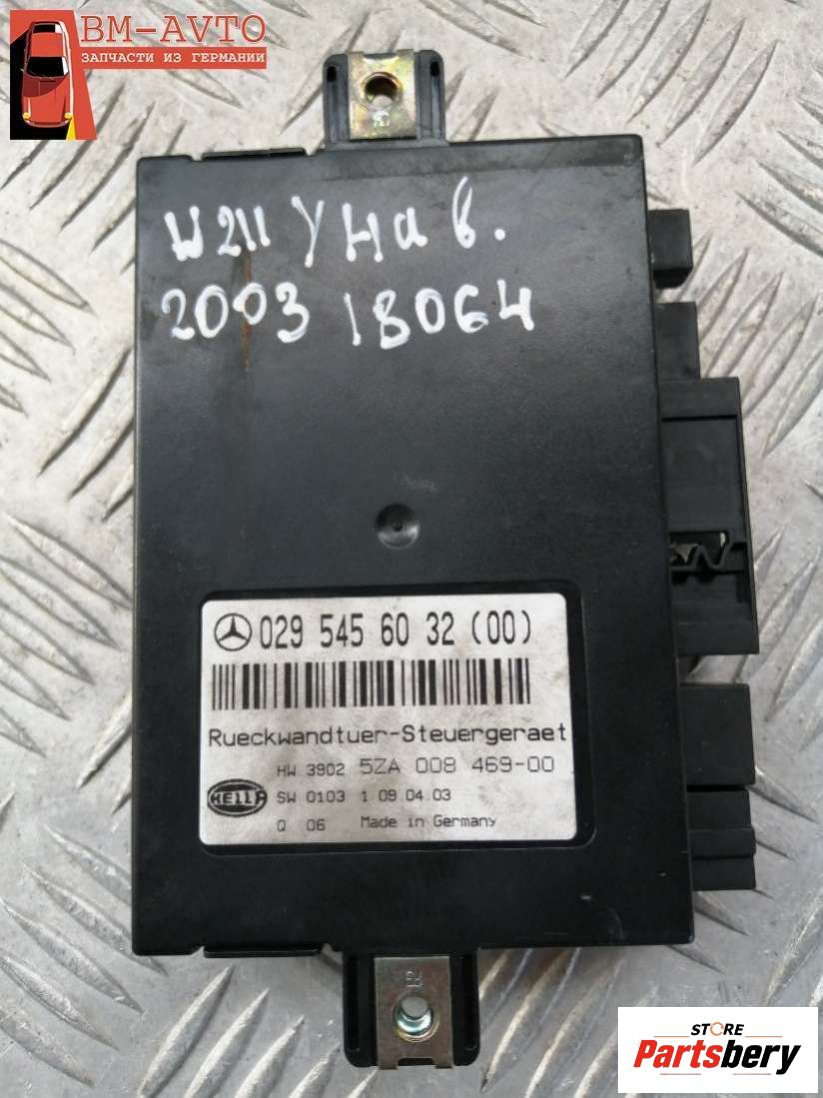 ВМ-AVTO
ЗАПЧАСТИ ИЗ ГЕРМАНИИ
W211 Унив.
2003 18064
029 545 60 32 (00)
Rueckwandtuer-Steuergeraet
HW 3902 5ZA 008 469-00
HELLA SW 0103 1 09.04.03
Q 06 Made in Germany
STORE
Partsbery